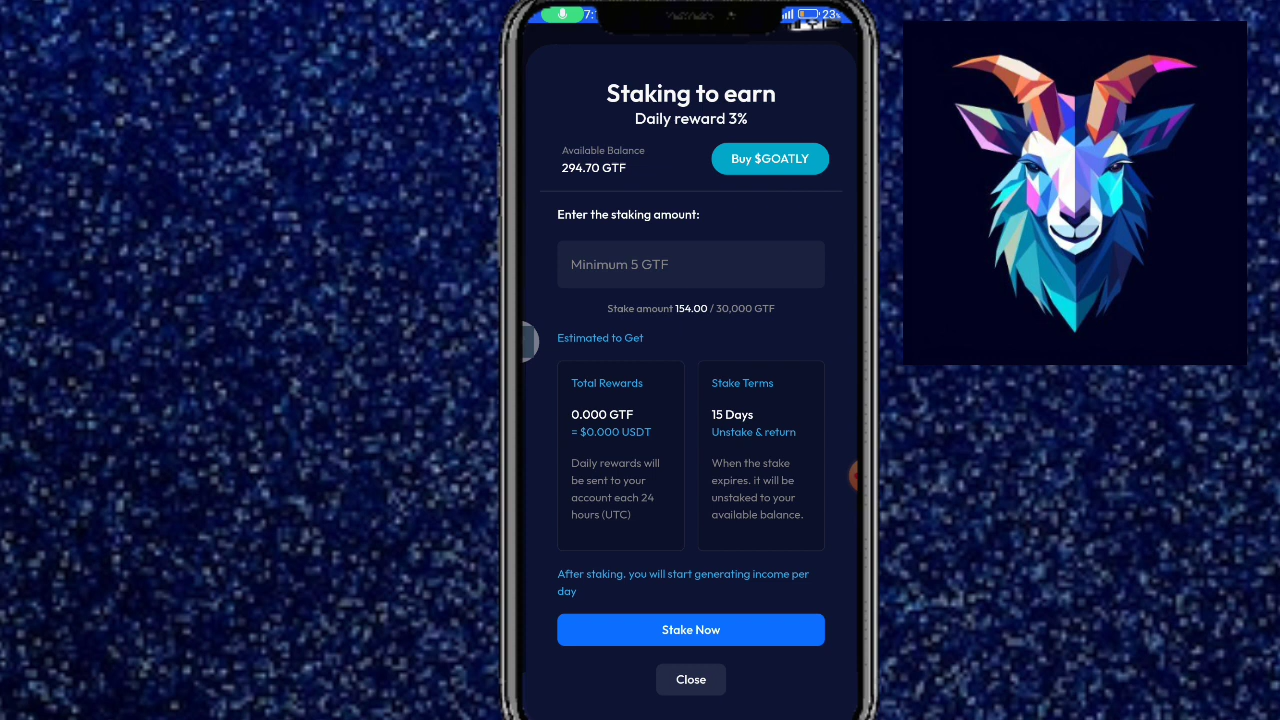 7:
23%
Staking to earn
Daily reward 3%
Available Balance
294.70 GTF
Buy $GOATLY
Enter the staking amount:
Minimum 5 GTF
Stake amount 154.00 / 30,000 GTF
Estimated to Get
Total Rewards
0.000 GTF
= $0.000 USDT
Daily rewards will
be sent to your
account each 24
hours (UTC)
Stake Terms
15 Days
Unstake & return
When the stake
expires. it will be
unstaked to your
available balance.
After staking. you will start generating income per
day
Stake Now
Close